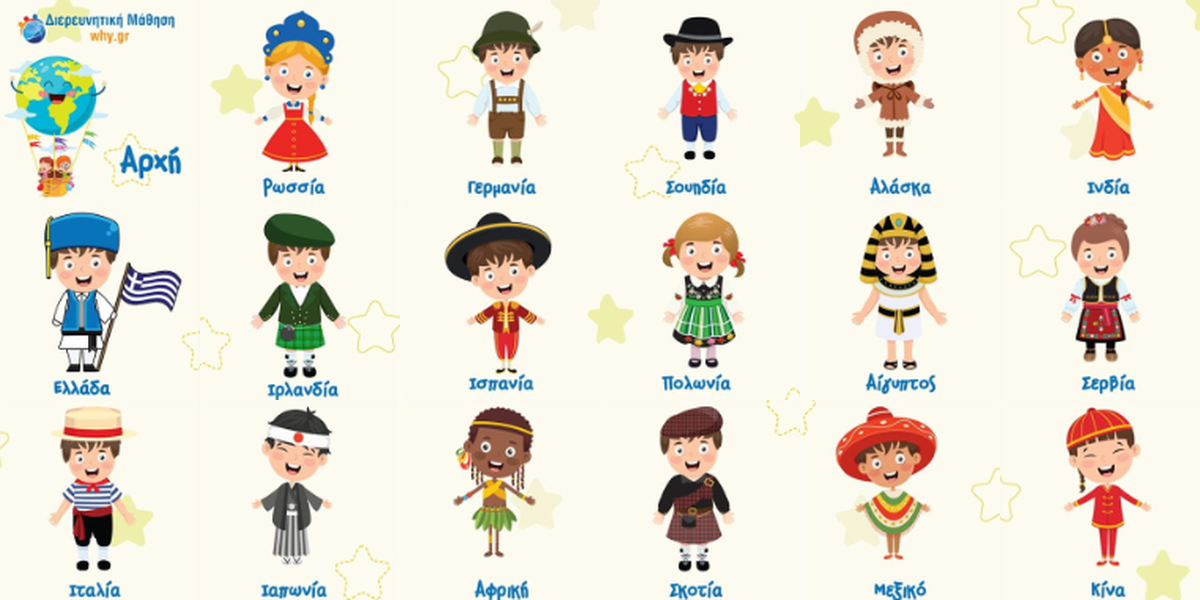 Διερευνητική Μάθηση
why.gr
Αρχή
Ρωσσία
Γερμανία
Σουηδία
Αλάσκα
Ινδία
Ελλάδα
Ιρλανδία
Ισπανία
Πολωνία
Αίγυπτος
Σερβία
Ιταλία
Ιαπωνία
Αφρική
Σκοτία
Μεξικό
Κίνα